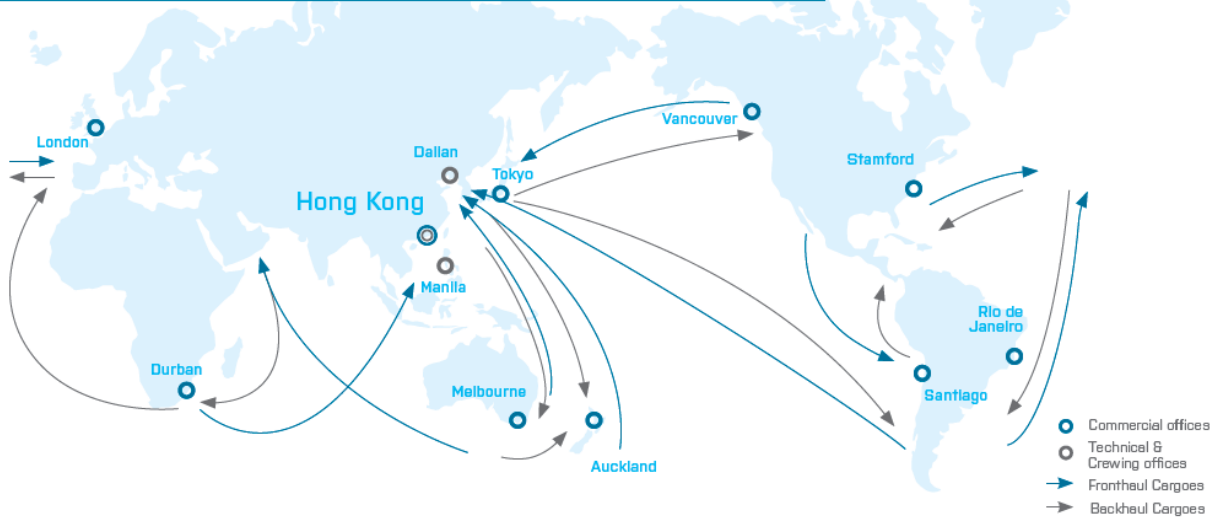 London
Dalian
Tokyo
Hong Kong
Manila
Durban
Melbourne
Auckland
Vancouver
Stamford
Rio de
Janeiro
Santiago
Commercial offices
Technical &
Crewing offices
Fronthaul Cargoes
Backhaul Cargoes